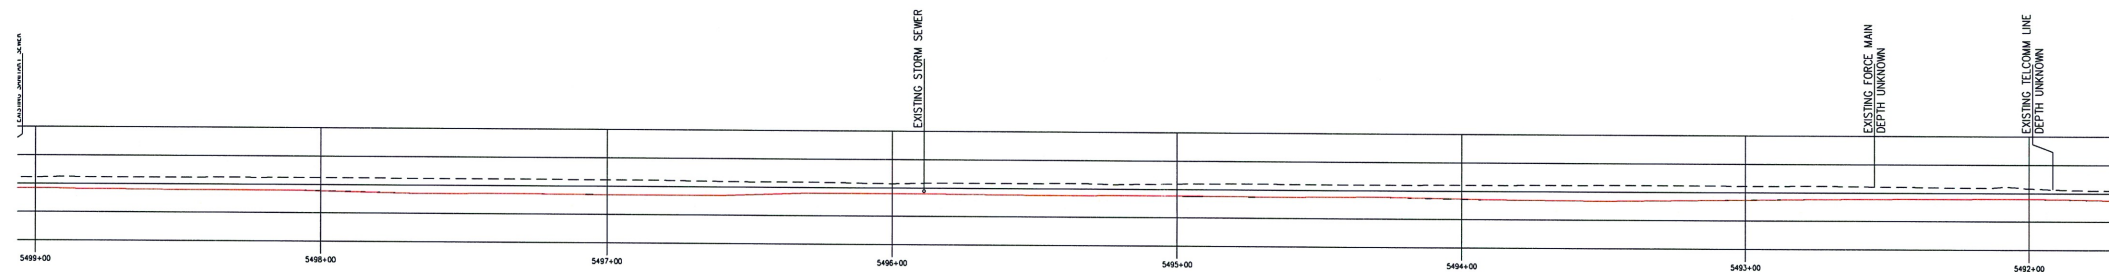 EXISTING STORM SEWER
EXISTING FORCE MAIN
DEPTH UNKNOWN
EXISTING TELCOMM LINE
DEPTH UNKNOWN
5499+00
5498+00
5497+00
5496+00
5495+00
5494+00
5493+00
5492+00